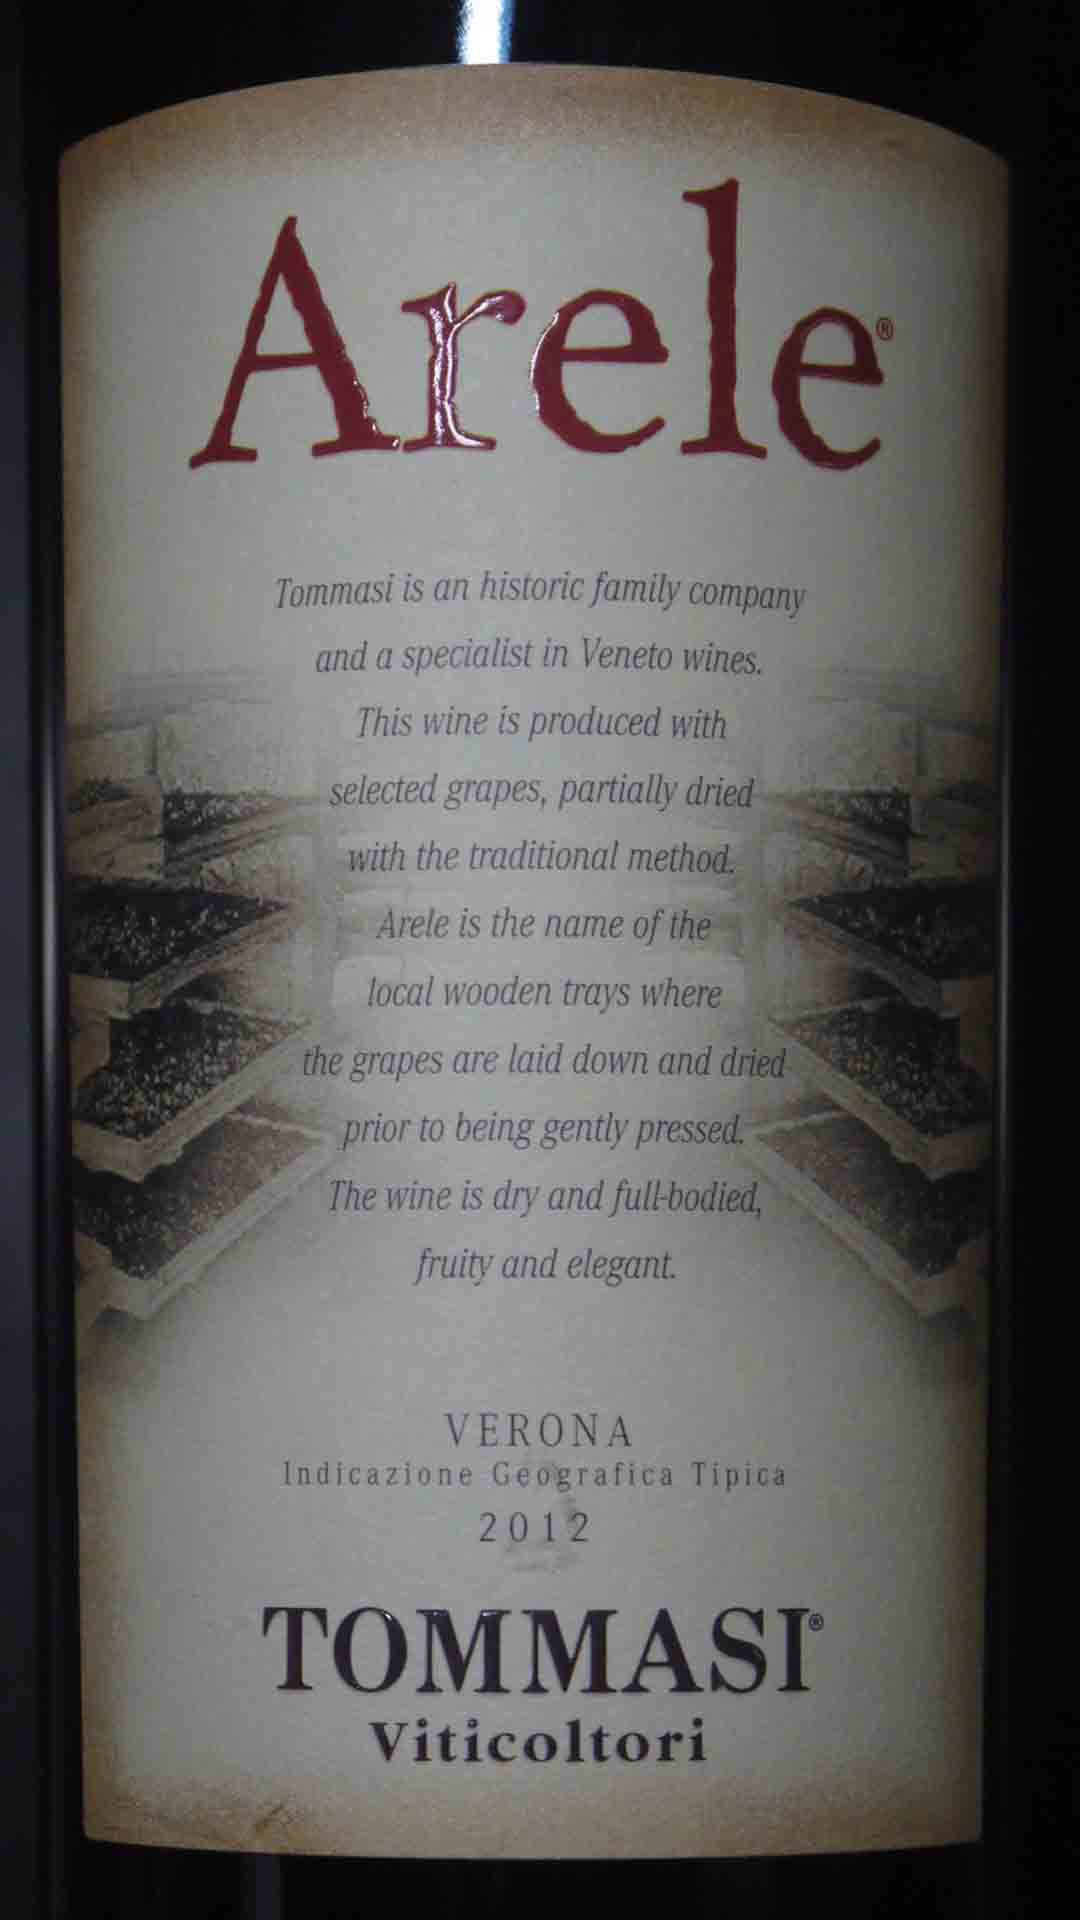 Arele®
Tommasi is an historic family company
and a specialist in Veneto wines.
This wine is produced with
selected grapes, partially dried
with the traditional method.
Arele is the name of the
local wooden trays where
the grapes are laid down and dried
prior to being gently pressed.
The wine is dry and full-bodied,
fruity and elegant.
VERONA
Indicazione Geografica Tipica
2012
TOMMASI®
Viticoltori